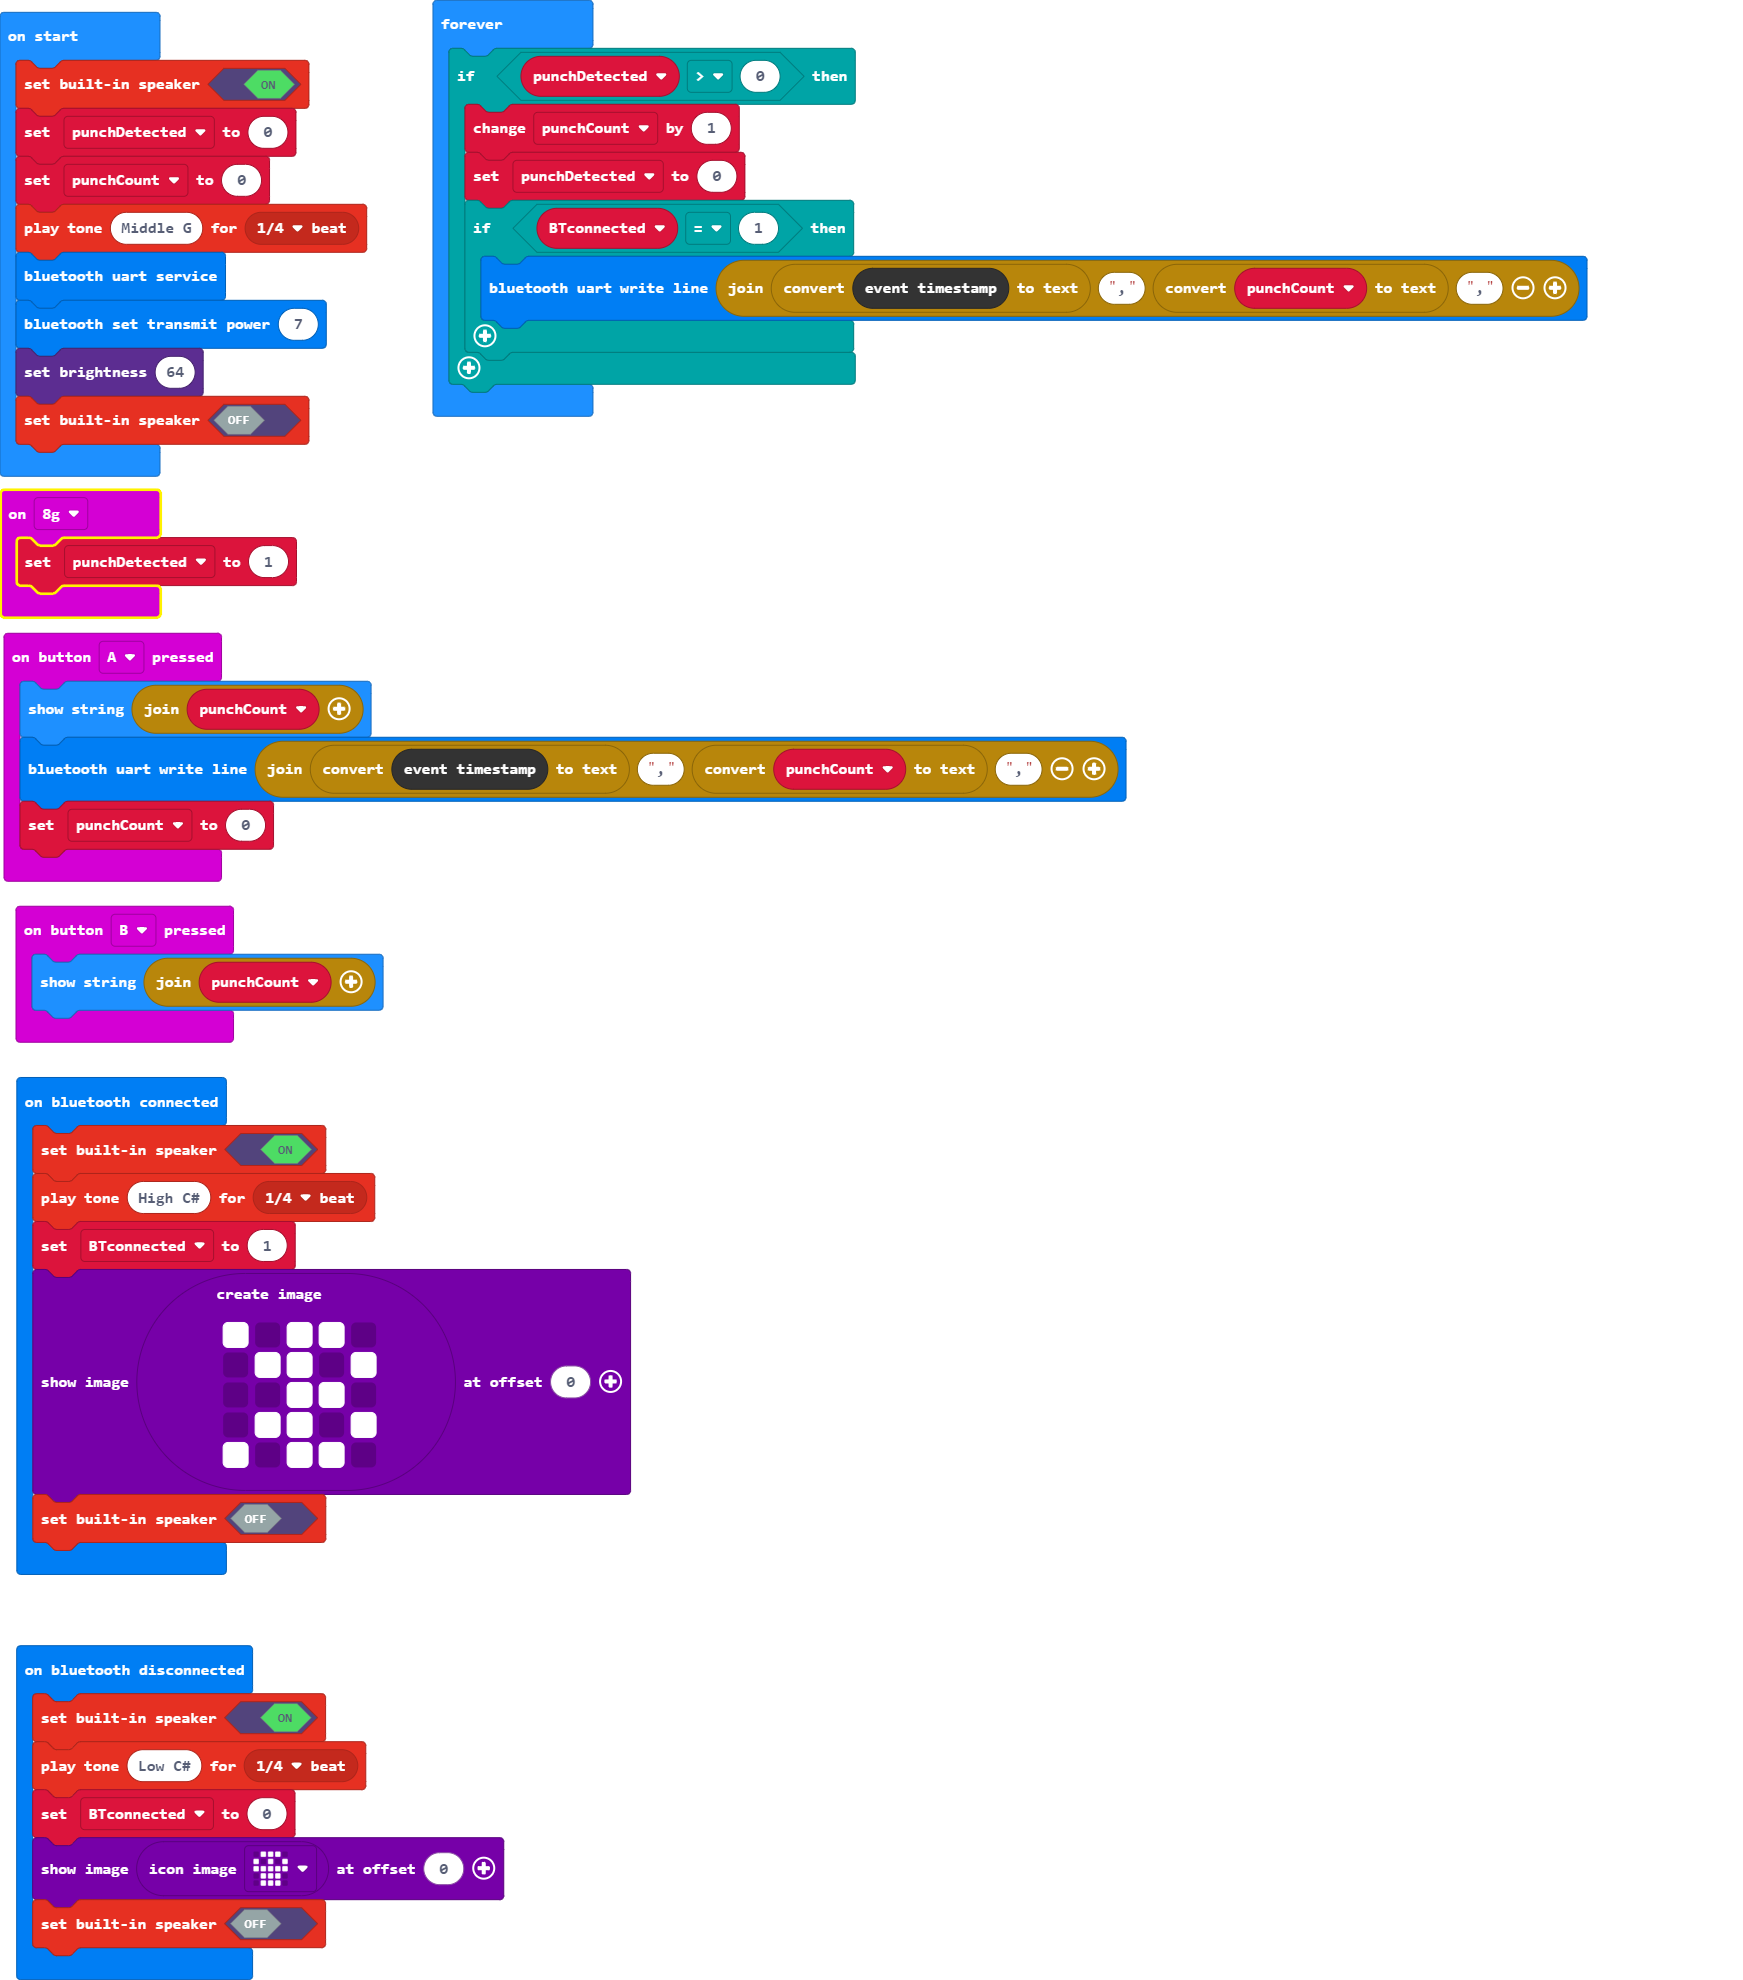 on start
set built-in speaker ON
set punchDetected to 0
set punchCount to 0
play tone Middle G for 1/4 beat
bluetooth uart service
bluetooth set transmit power 7
set brightness 64
set built-in speaker OFF
forever
if punchDetected > 0 then
change punchCount by 1
set punchDetected to 0
if BTconnected = 1 then
bluetooth uart write line join convert event timestamp to text "," convert punchCount to text ","
on 8g
set punchDetected to 1
on button A pressed
show string join punchCount
bluetooth uart write line join convert event timestamp to text "," convert punchCount to text ","
set punchCount to 0
on button B pressed
show string join punchCount
on bluetooth connected
set built-in speaker ON
play tone High C# for 1/4 beat
set BTconnected to 1
create image
show image at offset 0
set built-in speaker OFF
on bluetooth disconnected
set built-in speaker ON
play tone Low C# for 1/4 beat
set BTconnected to 0
show image icon image at offset 0
set built-in speaker OFF